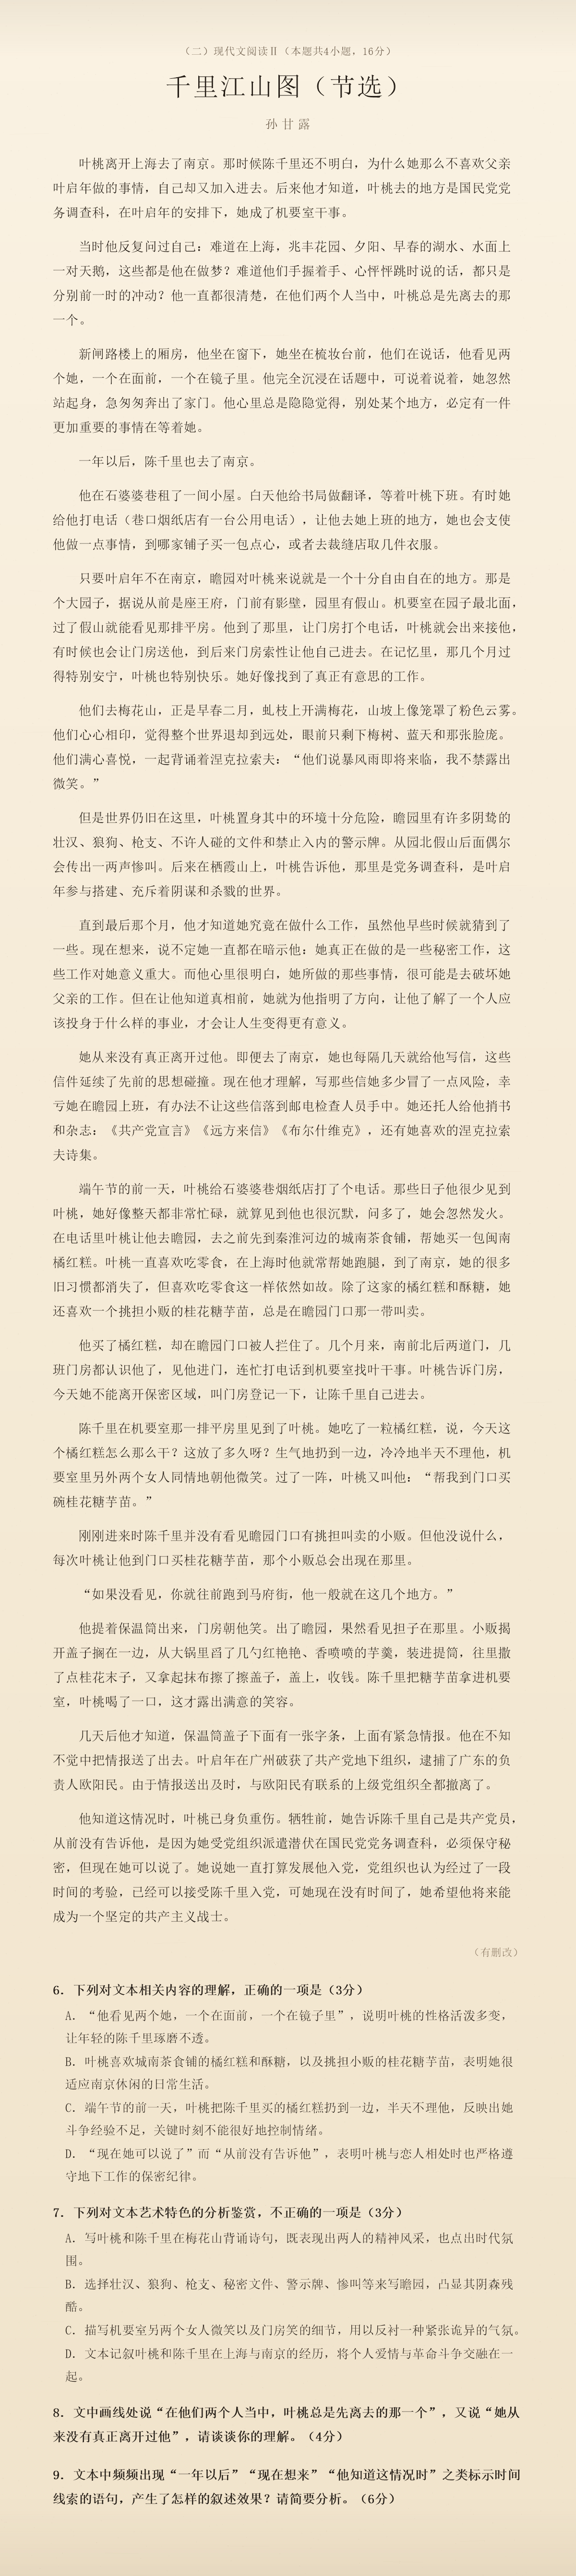 （二）现代文阅读Ⅱ（本题共4小题，16分）
千里江山图（节选）
孙甘露
叶桃离开上海去了南京。那时候陈千里还不明白，为什么她那么不喜欢父亲
叶启年做的事情，自己却又加入进去。后来他才知道，叶桃去的地方是国民党党
务调查科，在叶启年的安排下，她成了机要室干事。
当时他反复问过自己：难道在上海，兆丰花园、夕阳、早春的湖水、水面上
一对天鹅，这些都是他在做梦？难道他们手握着手、心怦怦跳时说的话，都只是
分别前一时的冲动？他一直都很清楚，在他们两个人当中，叶桃总是先离去的那
一个。
新闸路楼上的厢房，他坐在窗下，她坐在梳妆台前，他们在说话，他看见两
个她，一个在面前，一个在镜子里。他完全沉浸在话题中，可说着说着，她忽然
站起身，急匆匆奔出了家门。他心里总是隐隐觉得，别处某个地方，必定有一件
更加重要的事情在等着她。
一年以后，陈千里也去了南京。
他在石婆婆巷租了一间小屋。白天他给书局做翻译，等着叶桃下班。有时她
给他打电话（巷口烟纸店有一台公用电话），让他去她上班的地方，她也会支使
他做一点事情，到哪家铺子买一包点心，或者去裁缝店取几件衣服。
只要叶启年不在南京，瞻园对叶桃来说就是一个十分自由自在的地方。那是
个大园子，据说从前是座王府，门前有影壁，园里有假山。机要室在园子最北面，
过了假山就能看见那排平房。他到了那里，让门房打个电话，叶桃就会出来接他，
有时候也会让门房送他，到后来门房索性让他自己进去。在记忆里，那几个月过
得特别安宁，叶桃也特别快乐。她好像找到了真正有意思的工作。
他们去梅花山，正是早春二月，虬枝上开满梅花，山坡上像笼罩了粉色云雾。
他们心心相印，觉得整个世界退却到远处，眼前只剩下梅树、蓝天和那张脸庞。
他们满心喜悦，一起背诵着涅克拉索夫：“他们说暴风雨即将来临，我不禁露出
微笑。”
但是世界仍旧在这里，叶桃置身其中的环境十分危险，瞻园里有许多阴鸷的
壮汉、狼狗、枪支、不许人碰的文件和禁止入内的警示牌。从园北假山后面偶尔
会传出一两声惨叫。后来在栖霞山上，叶桃告诉他，那里是党务调查科，是叶启
年参与搭建、充斥着阴谋和杀戮的世界。
直到最后那个月，他才知道她究竟在做什么工作，虽然他早些时候就猜到了
一些。现在想来，说不定她一直都在暗示他：她真正在做的是一些秘密工作，这
些工作对她意义重大。而他心里很明白，她所做的那些事情，很可能是去破坏她
父亲的工作。但在让他知道真相前，她就为他指明了方向，让他了解了一个人应
该投身于什么样的事业，才会让人生变得更有意义。
她从来没有真正离开过他。即便去了南京，她也每隔几天就给他写信，这些
信件延续了先前的思想碰撞。现在他才理解，写那些信她多少冒了一点风险，幸
亏她在瞻园上班，有办法不让这些信落到邮电检查人员手中。她还托人给他捎书
和杂志：《共产党宣言》《远方来信》《布尔什维克》，还有她喜欢的涅克拉索
夫诗集。
端午节的前一天，叶桃给石婆婆巷烟纸店打了个电话。那些日子他很少见到
叶桃，她好像整天都非常忙碌，就算见到他也很沉默，问多了，她会忽然发火。
在电话里叶桃让他去瞻园，去之前先到秦淮河边的城南茶食铺，帮她买一包闽南
橘红糕。叶桃一直喜欢吃零食，在上海时他就常帮她跑腿，到了南京，她的很多
旧习惯都消失了，但喜欢吃零食这一样依然如故。除了这家的橘红糕和酥糖，她
还喜欢一个挑担小贩的桂花糖芋苗，总是在瞻园门口那一带叫卖。
他买了橘红糕，却在瞻园门口被人拦住了。几个月来，南前北后两道门，几
班门房都认识他了，见他进门，连忙打电话到机要室找叶干事。叶桃告诉门房，
今天她不能离开保密区域，叫门房登记一下，让陈千里自己进去。
陈千里在机要室那一排平房里见到了叶桃。她吃了一粒橘红糕，说，今天这
个橘红糕怎么那么干？这放了多久呀？生气地扔到一边，冷冷地半天不理他，机
要室里另外两个女人同情地朝他微笑。过了一阵，叶桃又叫他：“帮我到门口买
碗桂花糖芋苗。”
刚刚进来时陈千里并没有看见瞻园门口有挑担叫卖的小贩。但他没说什么，
每次叶桃让他到门口买桂花糖芋苗，那个小贩总会出现在那里。
“如果没看见，你就往前跑到马府街，他一般就在这几个地方。”
他提着保温筒出来，门房朝他笑。出了瞻园，果然看见担子在那里。小贩揭
开盖子搁在一边，从大锅里舀了几勺红艳艳、香喷喷的芋羹，装进提筒，往里撒
了点桂花末子，又拿起抹布擦了擦盖子，盖上，收钱。陈千里把糖芋苗拿进机要
室，叶桃喝了一口，这才露出满意的笑容。
几天后他才知道，保温筒盖子下面有一张字条，上面有紧急情报。他在不知
不觉中把情报送了出去。叶启年在广州破获了共产党地下组织，逮捕了广东的负
责人欧阳民。由于情报送出及时，与欧阳民有联系的上级党组织全都撤离了。
他知道这情况时，叶桃已身负重伤。牺牲前，她告诉陈千里自己是共产党员，
从前没有告诉他，是因为她受党组织派遣潜伏在国民党党务调查科，必须保守秘
密，但现在她可以说了。她说她一直打算发展他入党，党组织也认为经过了一段
时间的考验，已经可以接受陈千里入党，可她现在没有时间了，她希望他将来能
成为一个坚定的共产主义战士。
（有删改）
6. 下列对文本相关内容的理解，正确的一项是（3分）
A. “他看见两个她，一个在面前，一个在镜子里”，说明叶桃的性格活泼多变，
让年轻的陈千里琢磨不透。
B. 叶桃喜欢城南茶食铺的橘红糕和酥糖，以及挑担小贩的桂花糖芋苗，表明她很
适应南京休闲的日常生活。
C. 端午节的前一天，叶桃把陈千里买的橘红糕扔到一边，半天不理他，反映出她
斗争经验不足，关键时刻不能很好地控制情绪。
D. “现在她可以说了”而“从前没有告诉他”，表明叶桃与恋人相处时也严格遵
守地下工作的保密纪律。
7. 下列对文本艺术特色的分析鉴赏，不正确的一项是（3分）
A. 写叶桃和陈千里在梅花山背诵诗句，既表现出两人的精神风采，也点出时代氛
围。
B. 选择壮汉、狼狗、枪支、秘密文件、警示牌、惨叫等来写瞻园，凸显其阴森残
酷。
C. 描写机要室另两个女人微笑以及门房笑的细节，用以反衬一种紧张诡异的气氛。
D. 文本记叙叶桃和陈千里在上海与南京的经历，将个人爱情与革命斗争交融在一
起。
8. 文中画线处说“在他们两个人当中，叶桃总是先离去的那一个”，又说“她从
来没有真正离开过他”，请谈谈你的理解。（4分）
9. 文本中频频出现“一年以后”“现在想来”“他知道这情况时”之类标示时间
线索的语句，产生了怎样的叙述效果？请简要分析。（6分）